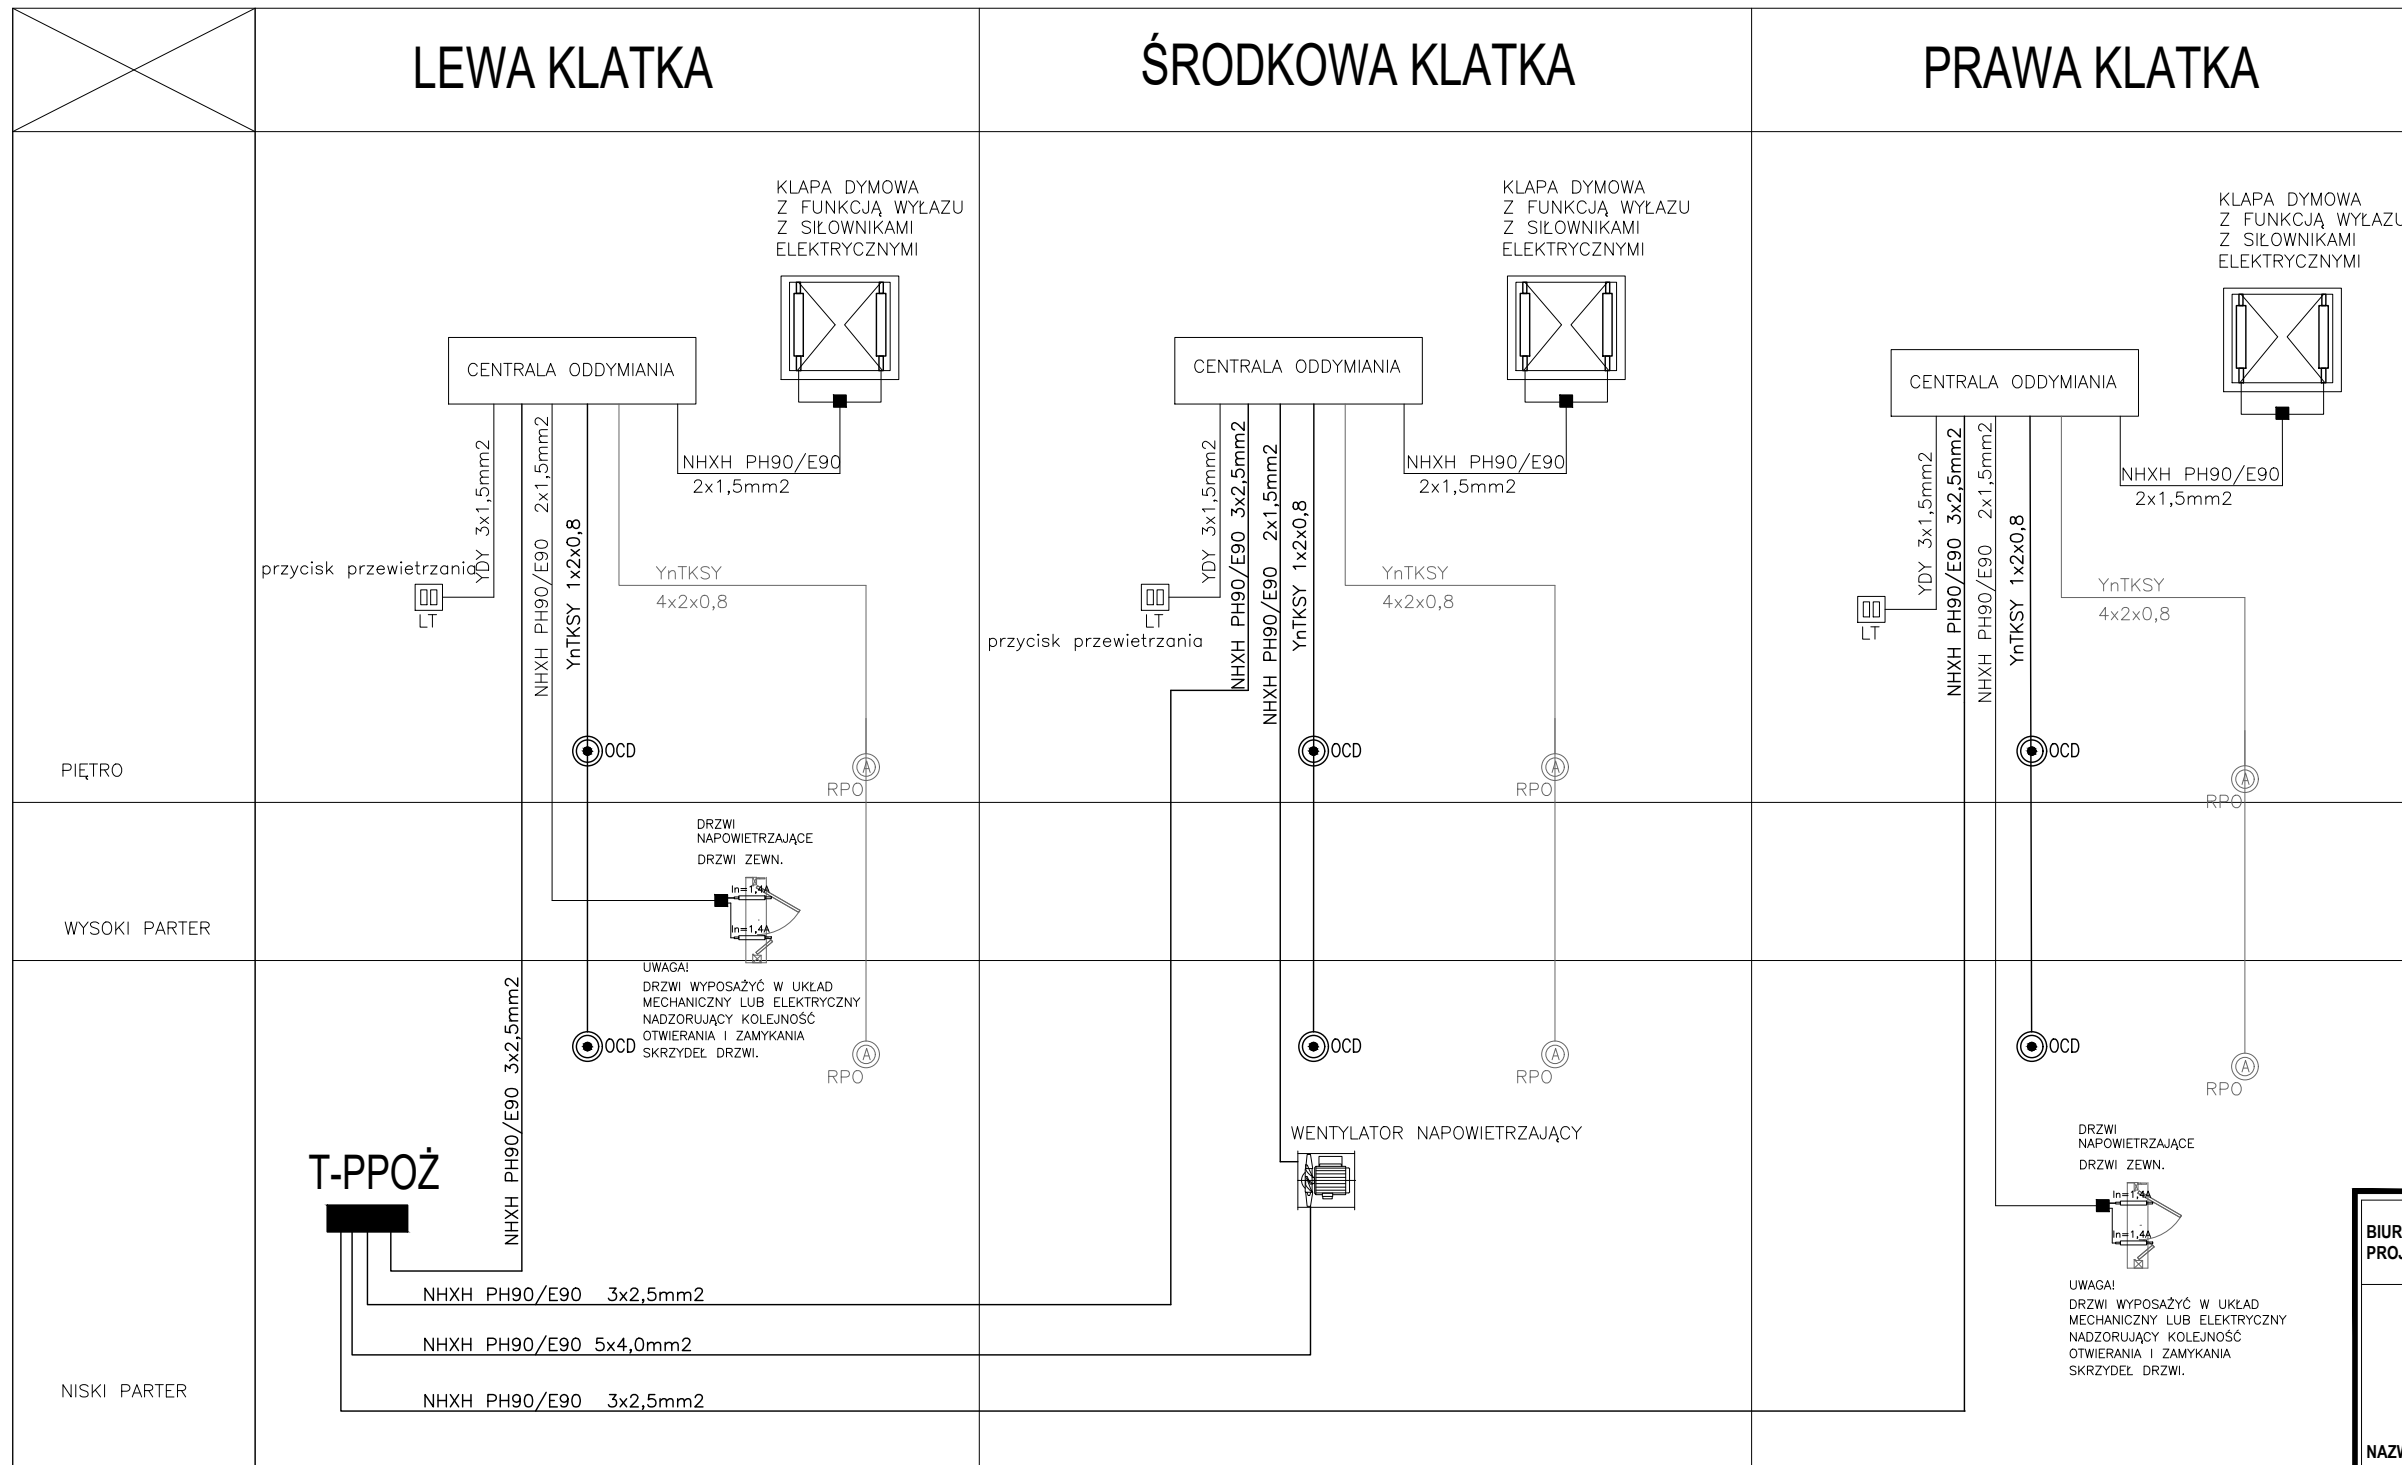 LEWA KLATKA
ŚRODKOWA KLATKA
PRAWA KLATKA
KLAPA DYMOWA
Z FUNKCJĄ WYŁAZU
Z SIŁOWNIKAMI
ELEKTRYCZNYMI
KLAPA DYMOWA
Z FUNKCJĄ WYŁAZU
Z SIŁOWNIKAMI
ELEKTRYCZNYMI
KLAPA DYMOWA
Z FUNKCJĄ WYŁAZU
Z SIŁOWNIKAMI
ELEKTRYCZNYMI
CENTRALA ODDYMIANIA
CENTRALA ODDYMIANIA
CENTRALA ODDYMIANIA
YDY 3x1,5mm2
NHXH PH90/E90 2x1,5mm2
YnTKSY 1x2x0,8
NHXH PH90/E90
2x1,5mm2
YDY 3x1,5mm2
NHXH PH90/E90 3x2,5mm2
NHXH PH90/E90 2x1,5mm2
YnTKSY 1x2x0,8
NHXH PH90/E90
2x1,5mm2
YDY 3x1,5mm2
NHXH PH90/E90 3x2,5mm2
NHXH PH90/E90 2x1,5mm2
YnTKSY 1x2x0,8
NHXH PH90/E90
2x1,5mm2
przycisk przewietrzania
LT
YnTKSY
4x2x0,8
LT
przycisk przewietrzania
YnTKSY
4x2x0,8
LT
YnTKSY
4x2x0,8
PIĘTRO
OCD
RPO
A
OCD
RPO
A
OCD
RPO
A
WYSOKI PARTER
DRZWI
NAPOWIETRZAJĄCE
DRZWI ZEWN.
In=1,4A
In=1,4A
UWAGA!
DRZWI WYPOSAŻYĆ W UKŁAD
MECHANICZNY LUB ELEKTRYCZNY
NADZORUJĄCY KOLEJNOŚĆ
OTWIERANIA I ZAMYKANIA
SKRZYDEŁ DRZWI.
NHXH PH90/E90 3x2,5mm2
OCD
A
RPO
OCD
A
RPO
OCD
A
RPO
T-PPOŻ
WENTYLATOR NAPOWIETRZAJĄCY
DRZWI
NAPOWIETRZAJĄCE
DRZWI ZEWN.
In=1,4A
In=1,4A
UWAGA!
DRZWI WYPOSAŻYĆ W UKŁAD
MECHANICZNY LUB ELEKTRYCZNY
NADZORUJĄCY KOLEJNOŚĆ
OTWIERANIA I ZAMYKANIA
SKRZYDEŁ DRZWI.
NHXH PH90/E90 3x2,5mm2
NHXH PH90/E90 5x4,0mm2
NHXH PH90/E90 3x2,5mm2
NISKI PARTER
BIUR
PROJ
NAZW